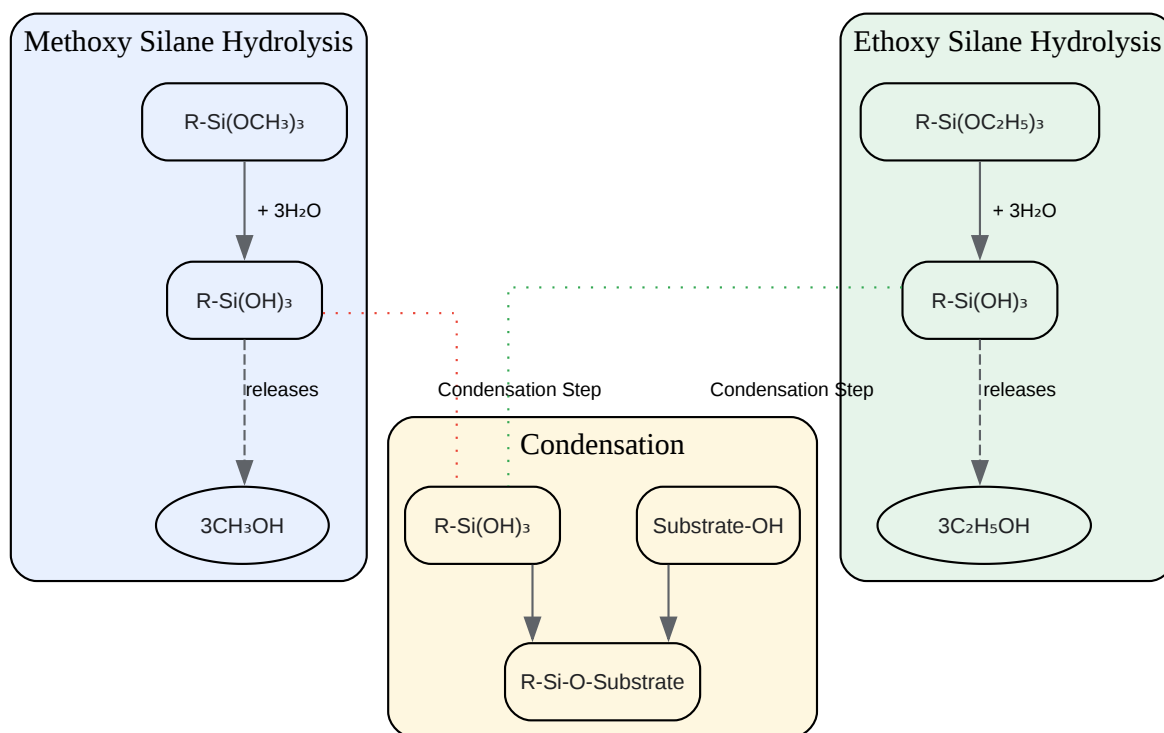 Methoxy Silane Hydrolysis
R-Si(OCH₃)₃
+ 3H₂O
R-Si(OH)₃
releases
3CH₃OH
Ethoxy Silane Hydrolysis
R-Si(OC₂H₅)₃
+ 3H₂O
R-Si(OH)₃
releases
3C₂H₅OH
Condensation Step
Condensation Step
Condensation
R-Si(OH)₃
Substrate-OH
R-Si-O-Substrate